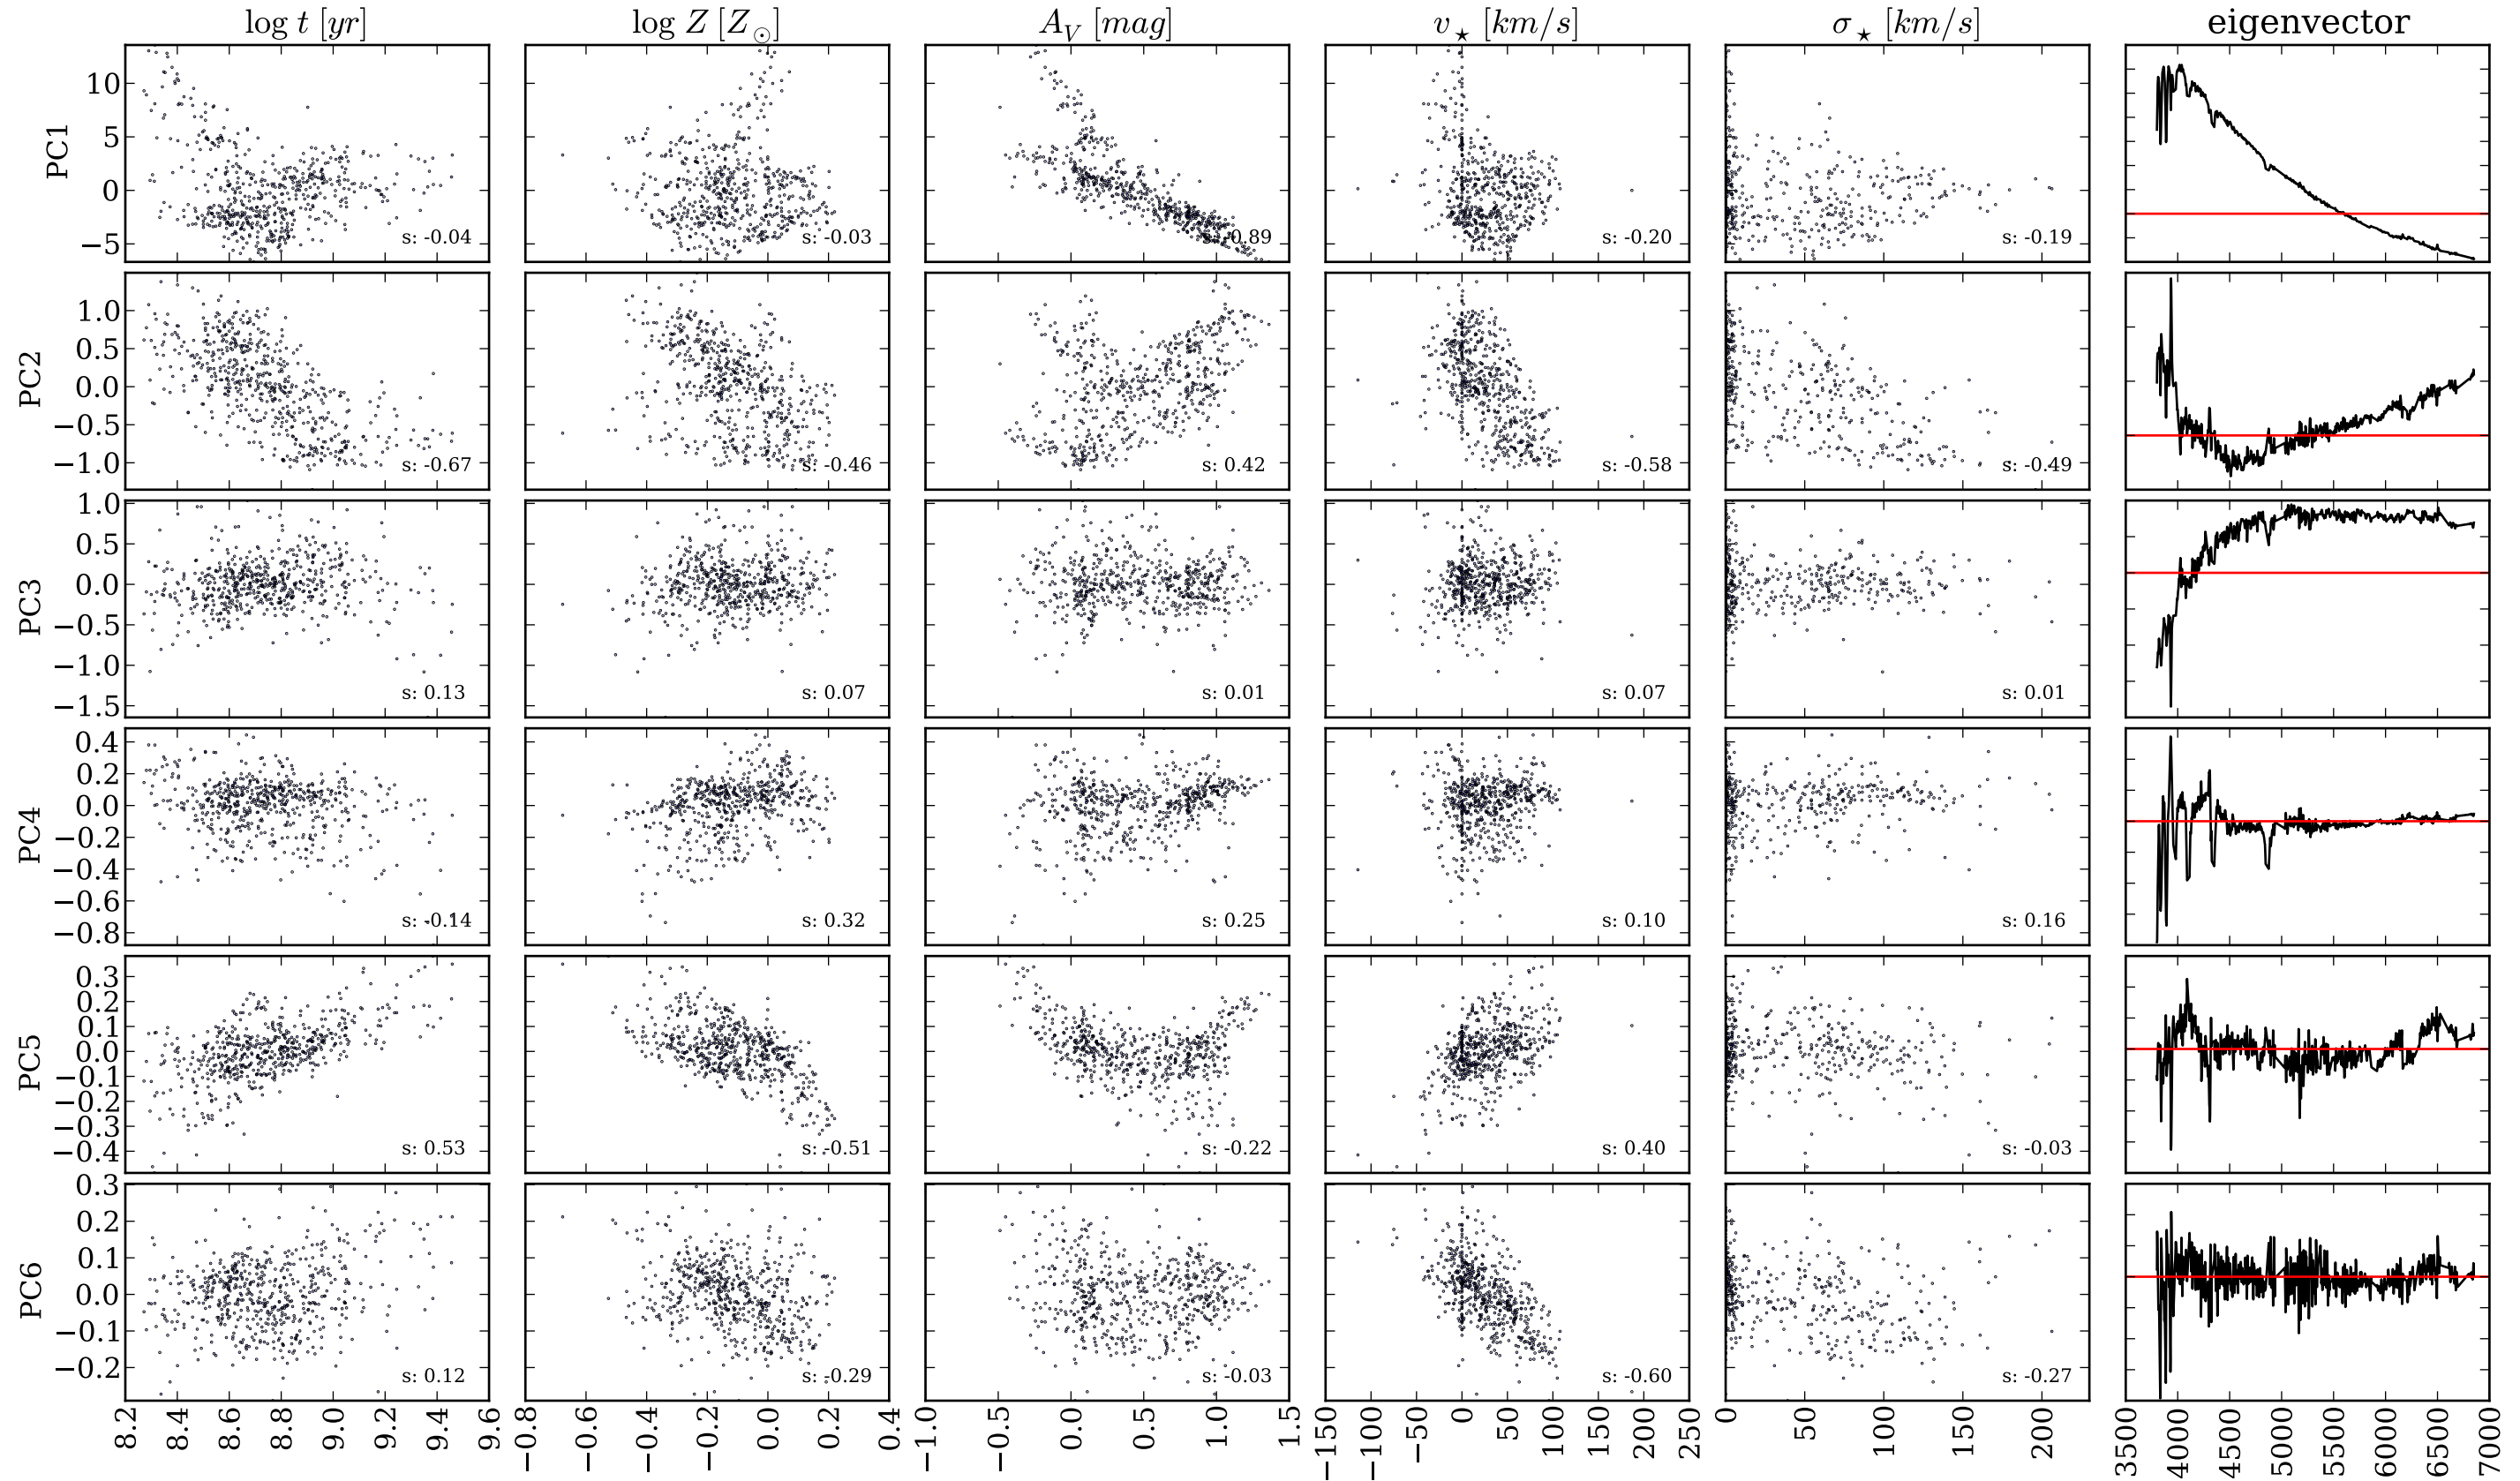 log t [yr] log Z [Z⊙] A_V [mag] v⋆ [km/s] σ⋆ [km/s] eigenvector
PC1
10
5
0
−5
s: -0.04 s: -0.03 s: -0.89 s: -0.20 s: -0.19
PC2
1.0
0.5
0.0
−0.5
−1.0
s: -0.67 s: -0.46 s: 0.42 s: -0.58 s: -0.49
PC3
1.0
0.5
0.0
−0.5
−1.0
−1.5
s: 0.13 s: 0.07 s: 0.01 s: 0.07 s: 0.01
PC4
0.4
0.2
0.0
−0.2
−0.4
−0.6
−0.8
s: -0.14 s: 0.32 s: 0.25 s: 0.10 s: 0.16
PC5
0.3
0.2
0.1
0.0
−0.1
−0.2
−0.3
−0.4
s: 0.53 s: -0.51 s: -0.22 s: 0.40 s: -0.03
PC6
0.3
0.2
0.1
0.0
−0.1
−0.2
s: 0.12 s: -0.29 s: -0.03 s: -0.60 s: -0.27
8.2 8.4 8.6 8.8 9.0 9.2 9.4 9.6
−0.8 −0.6 −0.4 −0.2 0.0 0.2 0.4
−1.0 −0.5 0.0 0.5 1.0 1.5
−150 −100 −50 0 50 100 150 200 250
0 50 100 150 200
3500 4000 4500 5000 5500 6000 6500 7000